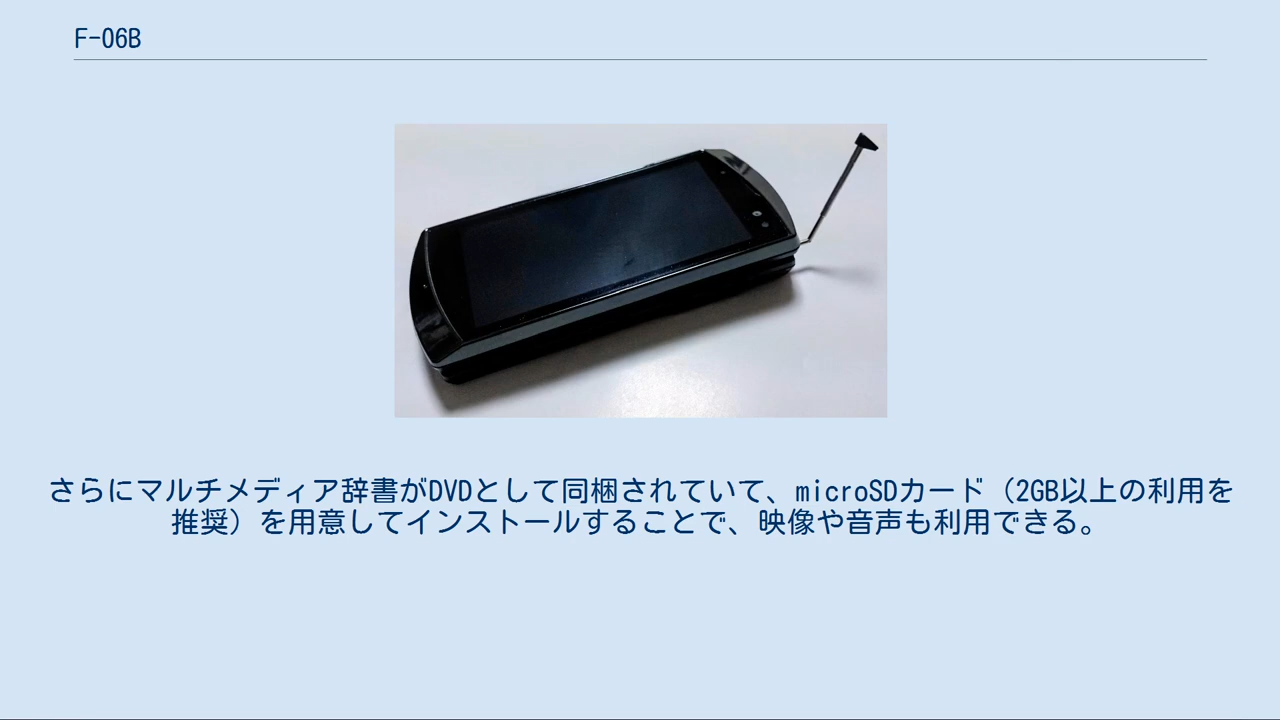 F-06B
さらにマルチメディア辞書がDVDとして同梱されていて、microSDカード（2GB以上の利用を
推奨）を用意してインストールすることで、映像や音声も利用できる。